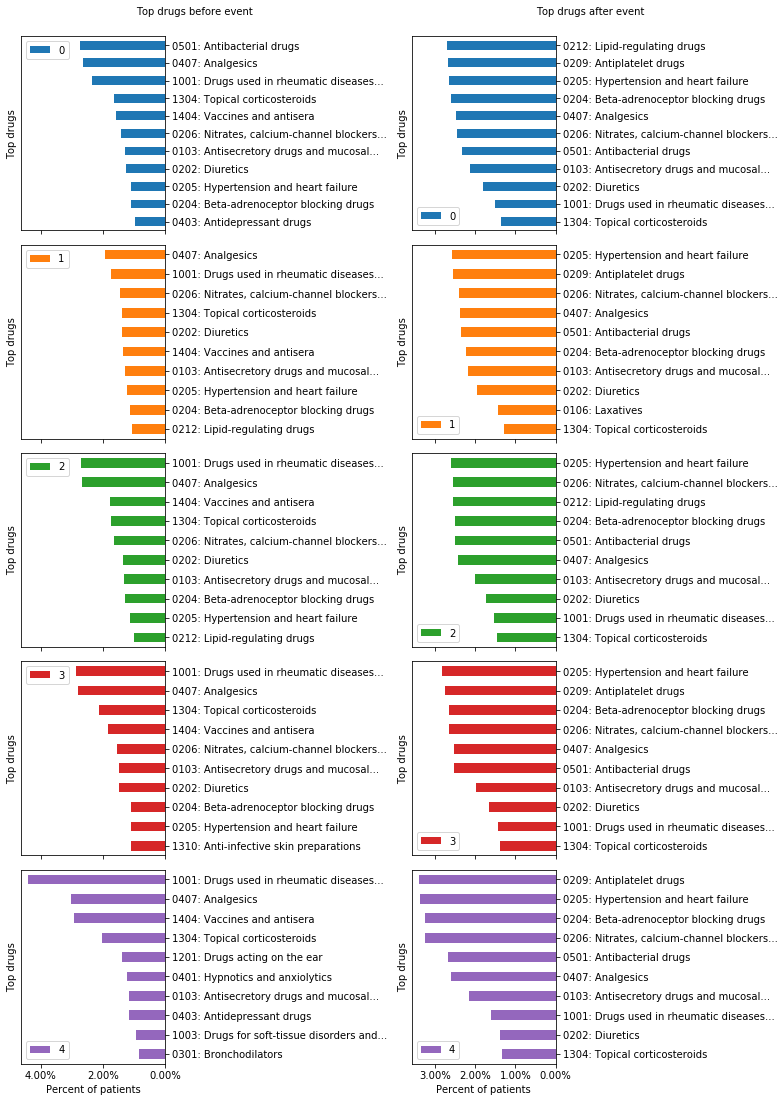 Top drugs before event
0
0501: Antibacterial drugs
0407: Analgesics
1001: Drugs used in rheumatic diseases...
1304: Topical corticosteroids
1404: Vaccines and antisera
0206: Nitrates, calcium-channel blockers...
0103: Antisecretory drugs and mucosal...
0202: Diuretics
0205: Hypertension and heart failure
0204: Beta-adrenoceptor blocking drugs
0403: Antidepressant drugs
Top drugs
1
0407: Analgesics
1001: Drugs used in rheumatic diseases...
0206: Nitrates, calcium-channel blockers...
1304: Topical corticosteroids
0202: Diuretics
1404: Vaccines and antisera
0103: Antisecretory drugs and mucosal...
0205: Hypertension and heart failure
0204: Beta-adrenoceptor blocking drugs
0212: Lipid-regulating drugs
Top drugs
2
1001: Drugs used in rheumatic diseases...
0407: Analgesics
1404: Vaccines and antisera
1304: Topical corticosteroids
0206: Nitrates, calcium-channel blockers...
0202: Diuretics
0103: Antisecretory drugs and mucosal...
0204: Beta-adrenoceptor blocking drugs
0205: Hypertension and heart failure
0212: Lipid-regulating drugs
Top drugs
3
1001: Drugs used in rheumatic diseases...
0407: Analgesics
1304: Topical corticosteroids
1404: Vaccines and antisera
0206: Nitrates, calcium-channel blockers...
0103: Antisecretory drugs and mucosal...
0202: Diuretics
0204: Beta-adrenoceptor blocking drugs
0205: Hypertension and heart failure
1310: Anti-infective skin preparations
Top drugs
1001: Drugs used in rheumatic diseases...
0407: Analgesics
1404: Vaccines and antisera
1304: Topical corticosteroids
1201: Drugs acting on the ear
0401: Hypnotics and anxiolytics
0103: Antisecretory drugs and mucosal...
0403: Antidepressant drugs
1003: Drugs for soft-tissue disorders and...
0301: Bronchodilators
4
Top drugs
4.00% 2.00% 0.00%
Percent of patients
Top drugs after event
0212: Lipid-regulating drugs
0209: Antiplatelet drugs
0205: Hypertension and heart failure
0204: Beta-adrenoceptor blocking drugs
0407: Analgesics
0206: Nitrates, calcium-channel blockers...
0501: Antibacterial drugs
0103: Antisecretory drugs and mucosal...
0202: Diuretics
1001: Drugs used in rheumatic diseases...
1304: Topical corticosteroids
0
Top drugs
0205: Hypertension and heart failure
0209: Antiplatelet drugs
0206: Nitrates, calcium-channel blockers...
0407: Analgesics
0501: Antibacterial drugs
0204: Beta-adrenoceptor blocking drugs
0103: Antisecretory drugs and mucosal...
0202: Diuretics
0106: Laxatives
1304: Topical corticosteroids
1
Top drugs
0205: Hypertension and heart failure
0206: Nitrates, calcium-channel blockers...
0212: Lipid-regulating drugs
0204: Beta-adrenoceptor blocking drugs
0501: Antibacterial drugs
0407: Analgesics
0103: Antisecretory drugs and mucosal...
0202: Diuretics
1001: Drugs used in rheumatic diseases...
1304: Topical corticosteroids
2
Top drugs
0205: Hypertension and heart failure
0209: Antiplatelet drugs
0204: Beta-adrenoceptor blocking drugs
0206: Nitrates, calcium-channel blockers...
0407: Analgesics
0501: Antibacterial drugs
0103: Antisecretory drugs and mucosal...
0202: Diuretics
1001: Drugs used in rheumatic diseases...
1304: Topical corticosteroids
3
Top drugs
0209: Antiplatelet drugs
0205: Hypertension and heart failure
0204: Beta-adrenoceptor blocking drugs
0206: Nitrates, calcium-channel blockers...
0501: Antibacterial drugs
0407: Analgesics
0103: Antisecretory drugs and mucosal...
1001: Drugs used in rheumatic diseases...
0202: Diuretics
1304: Topical corticosteroids
4
Top drugs
3.00% 2.00% 1.00% 0.00%
Percent of patients